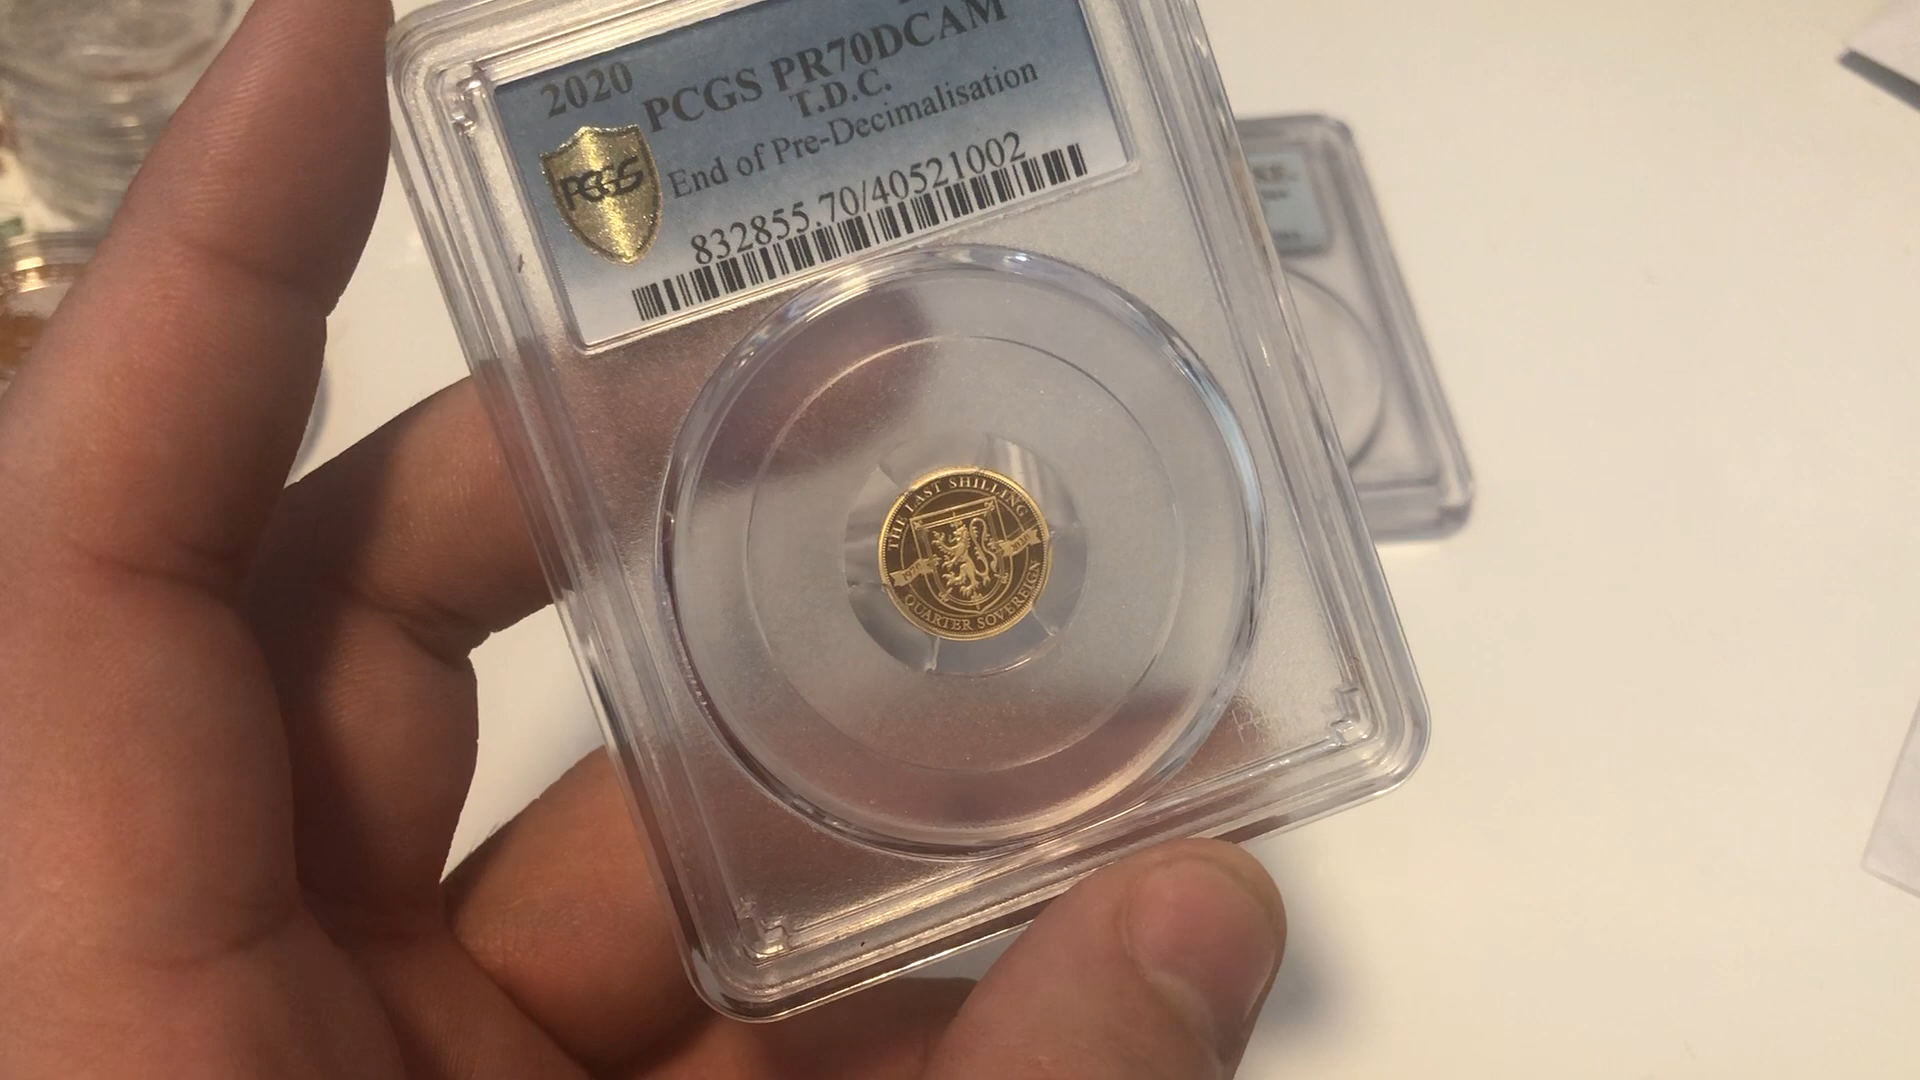 2020
PCGS PR70DCAM
T.D.C.
End of Pre-Decimalisation
832855.70/40521002
PCGS
THE LAST SHILLING
QUARTER SOVEREIGN